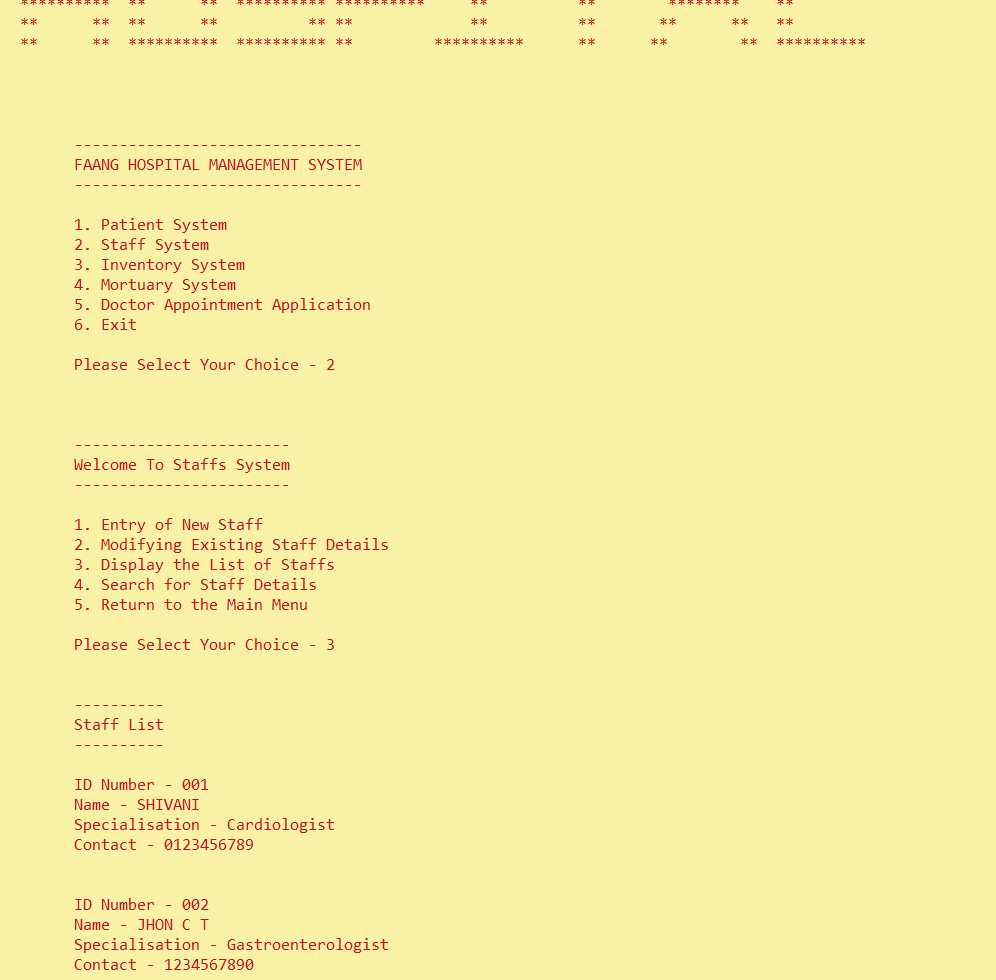 **********  **      **  ********** **********     **          **        ********    **
**      **  **      **          ** **             **          **       **      **   **
**      **  **********  ********** **         **********      **      **        **  **********
--------------------------------
FAANG HOSPITAL MANAGEMENT SYSTEM
--------------------------------
1. Patient System
2. Staff System
3. Inventory System
4. Mortuary System
5. Doctor Appointment Application
6. Exit
Please Select Your Choice - 2
------------------------
Welcome To Staffs System
------------------------
1. Entry of New Staff
2. Modifying Existing Staff Details
3. Display the List of Staffs
4. Search for Staff Details
5. Return to the Main Menu
Please Select Your Choice - 3
----------
Staff List
----------
ID Number - 001
Name - SHIVANI
Specialisation - Cardiologist
Contact - 0123456789
ID Number - 002
Name - JHON C T
Specialisation - Gastroenterologist
Contact - 1234567890